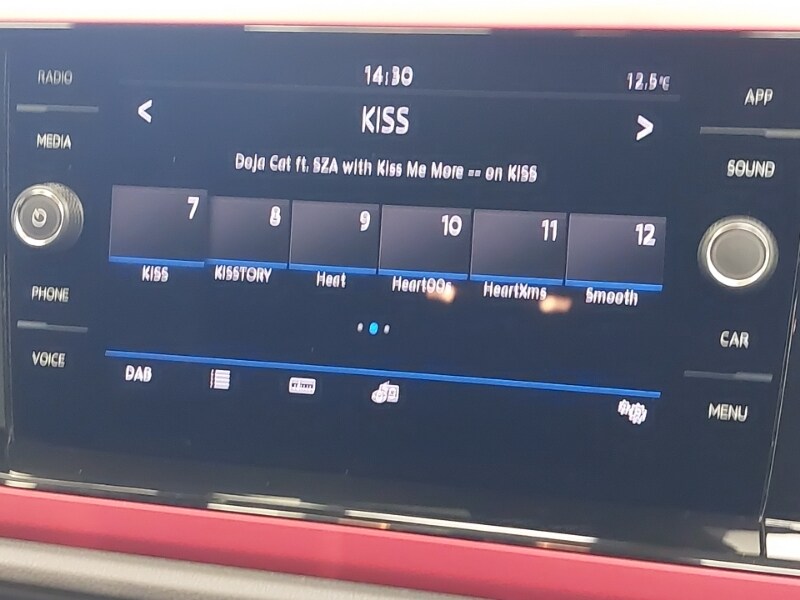 RADIO
14:30
12.5°C
APP
MEDIA
<
KISS
>
Doja Cat ft. SZA with Kiss Me More -- on KISS
SOUND
7
8
9
10
11
12
KISS
KISSTORY
Heat
Heart00s
HeartXms
Smooth
PHONE
CAR
VOICE
DAB
MENU